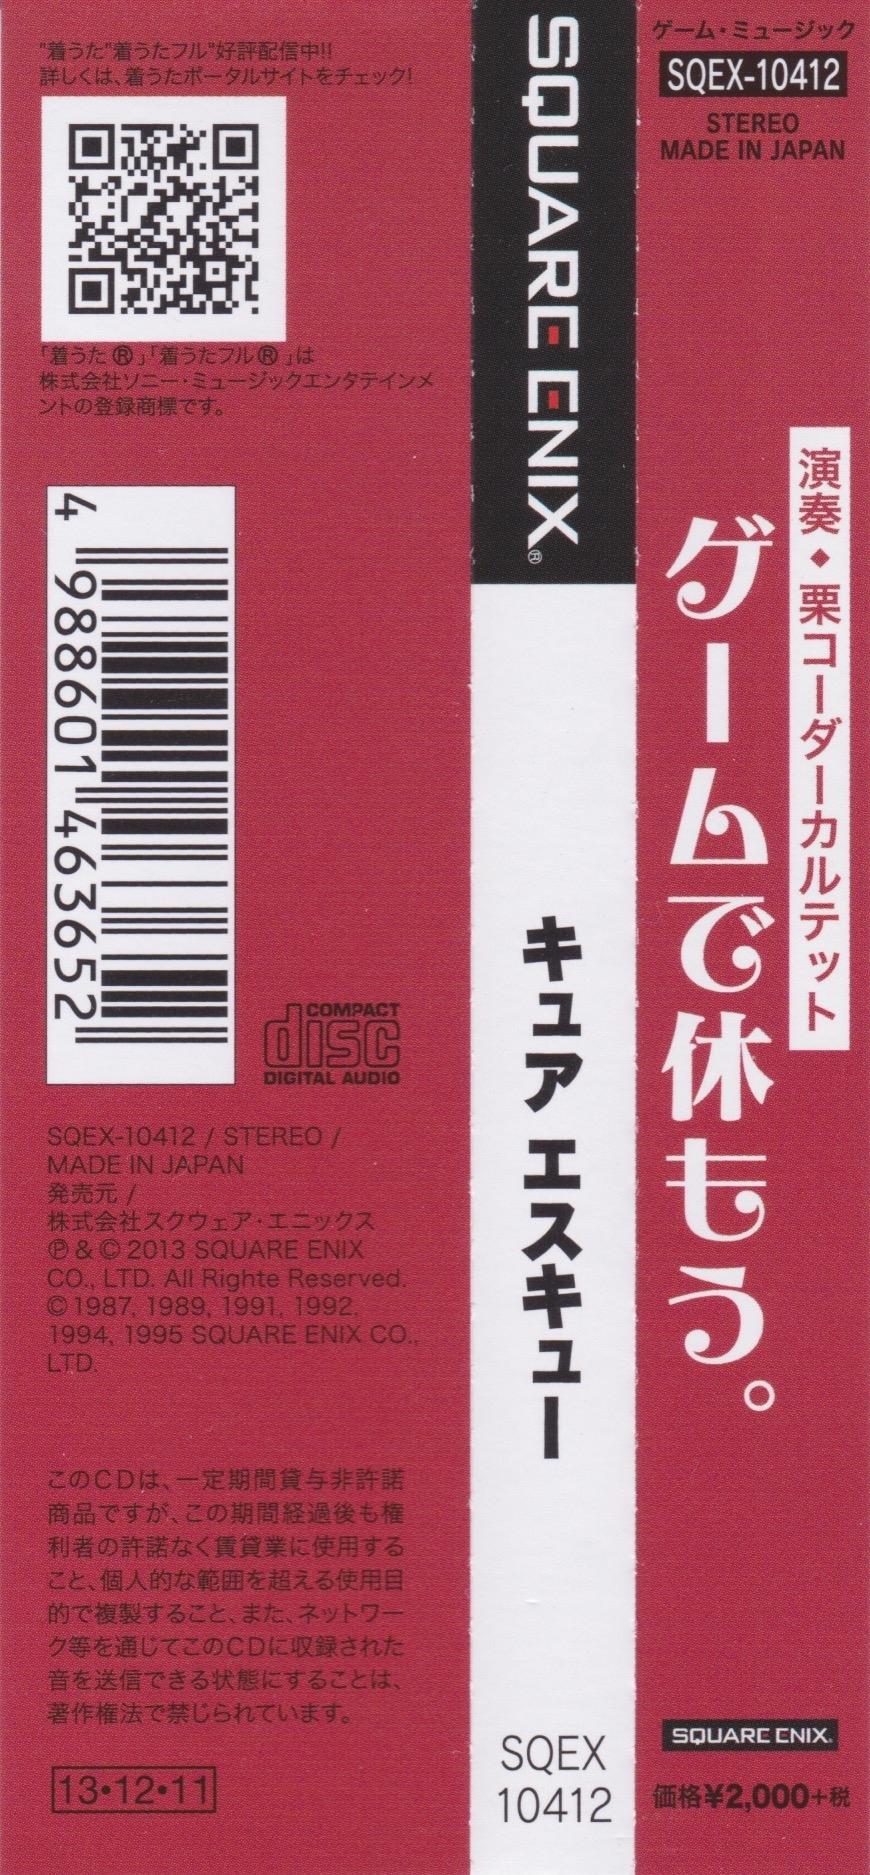 "着うた"着うたフル"好評配信中!!
詳しくは、着うたポータルサイトをチェック!
「着うた®」「着うたフル®」は
株式会社ソニー・ミュージックエンタテインメ
ントの登録商標です。
4 988601 463652
COMPACT
disc
DIGITAL AUDIO
SQEX-10412 / STEREO /
MADE IN JAPAN
発売元 /
株式会社スクウェア・エニックス
℗ & © 2013 SQUARE ENIX
CO., LTD. All Righte Reserved.
© 1987, 1989, 1991, 1992,
1994, 1995 SQUARE ENIX CO.,
LTD.
このCDは、一定期間貸与非許諾
商品ですが、この期間経過後も権
利者の許諾なく賃貸業に使用する
こと、個人的な範囲を超える使用目
的で複製すること、また、ネットワー
ク等を通じてこのCDに収録された
音を送信できる状態にすることは、
著作権法で禁じられています。
13•12•11
SQUARE ENIX®
キュア エスキュー
SQEX
10412
ゲーム・ミュージック
SQEX-10412
STEREO
MADE IN JAPAN
演奏◆栗コーダーカルテット
ゲームで休もう。
SQUARE ENIX®
価格¥2,000+税